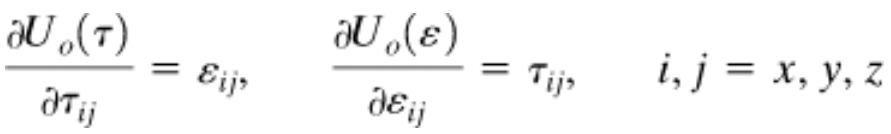 ∂U_o(τ)/∂τ_ij = ε_ij,  ∂U_o(ε)/∂ε_ij = τ_ij,  i, j = x, y, z